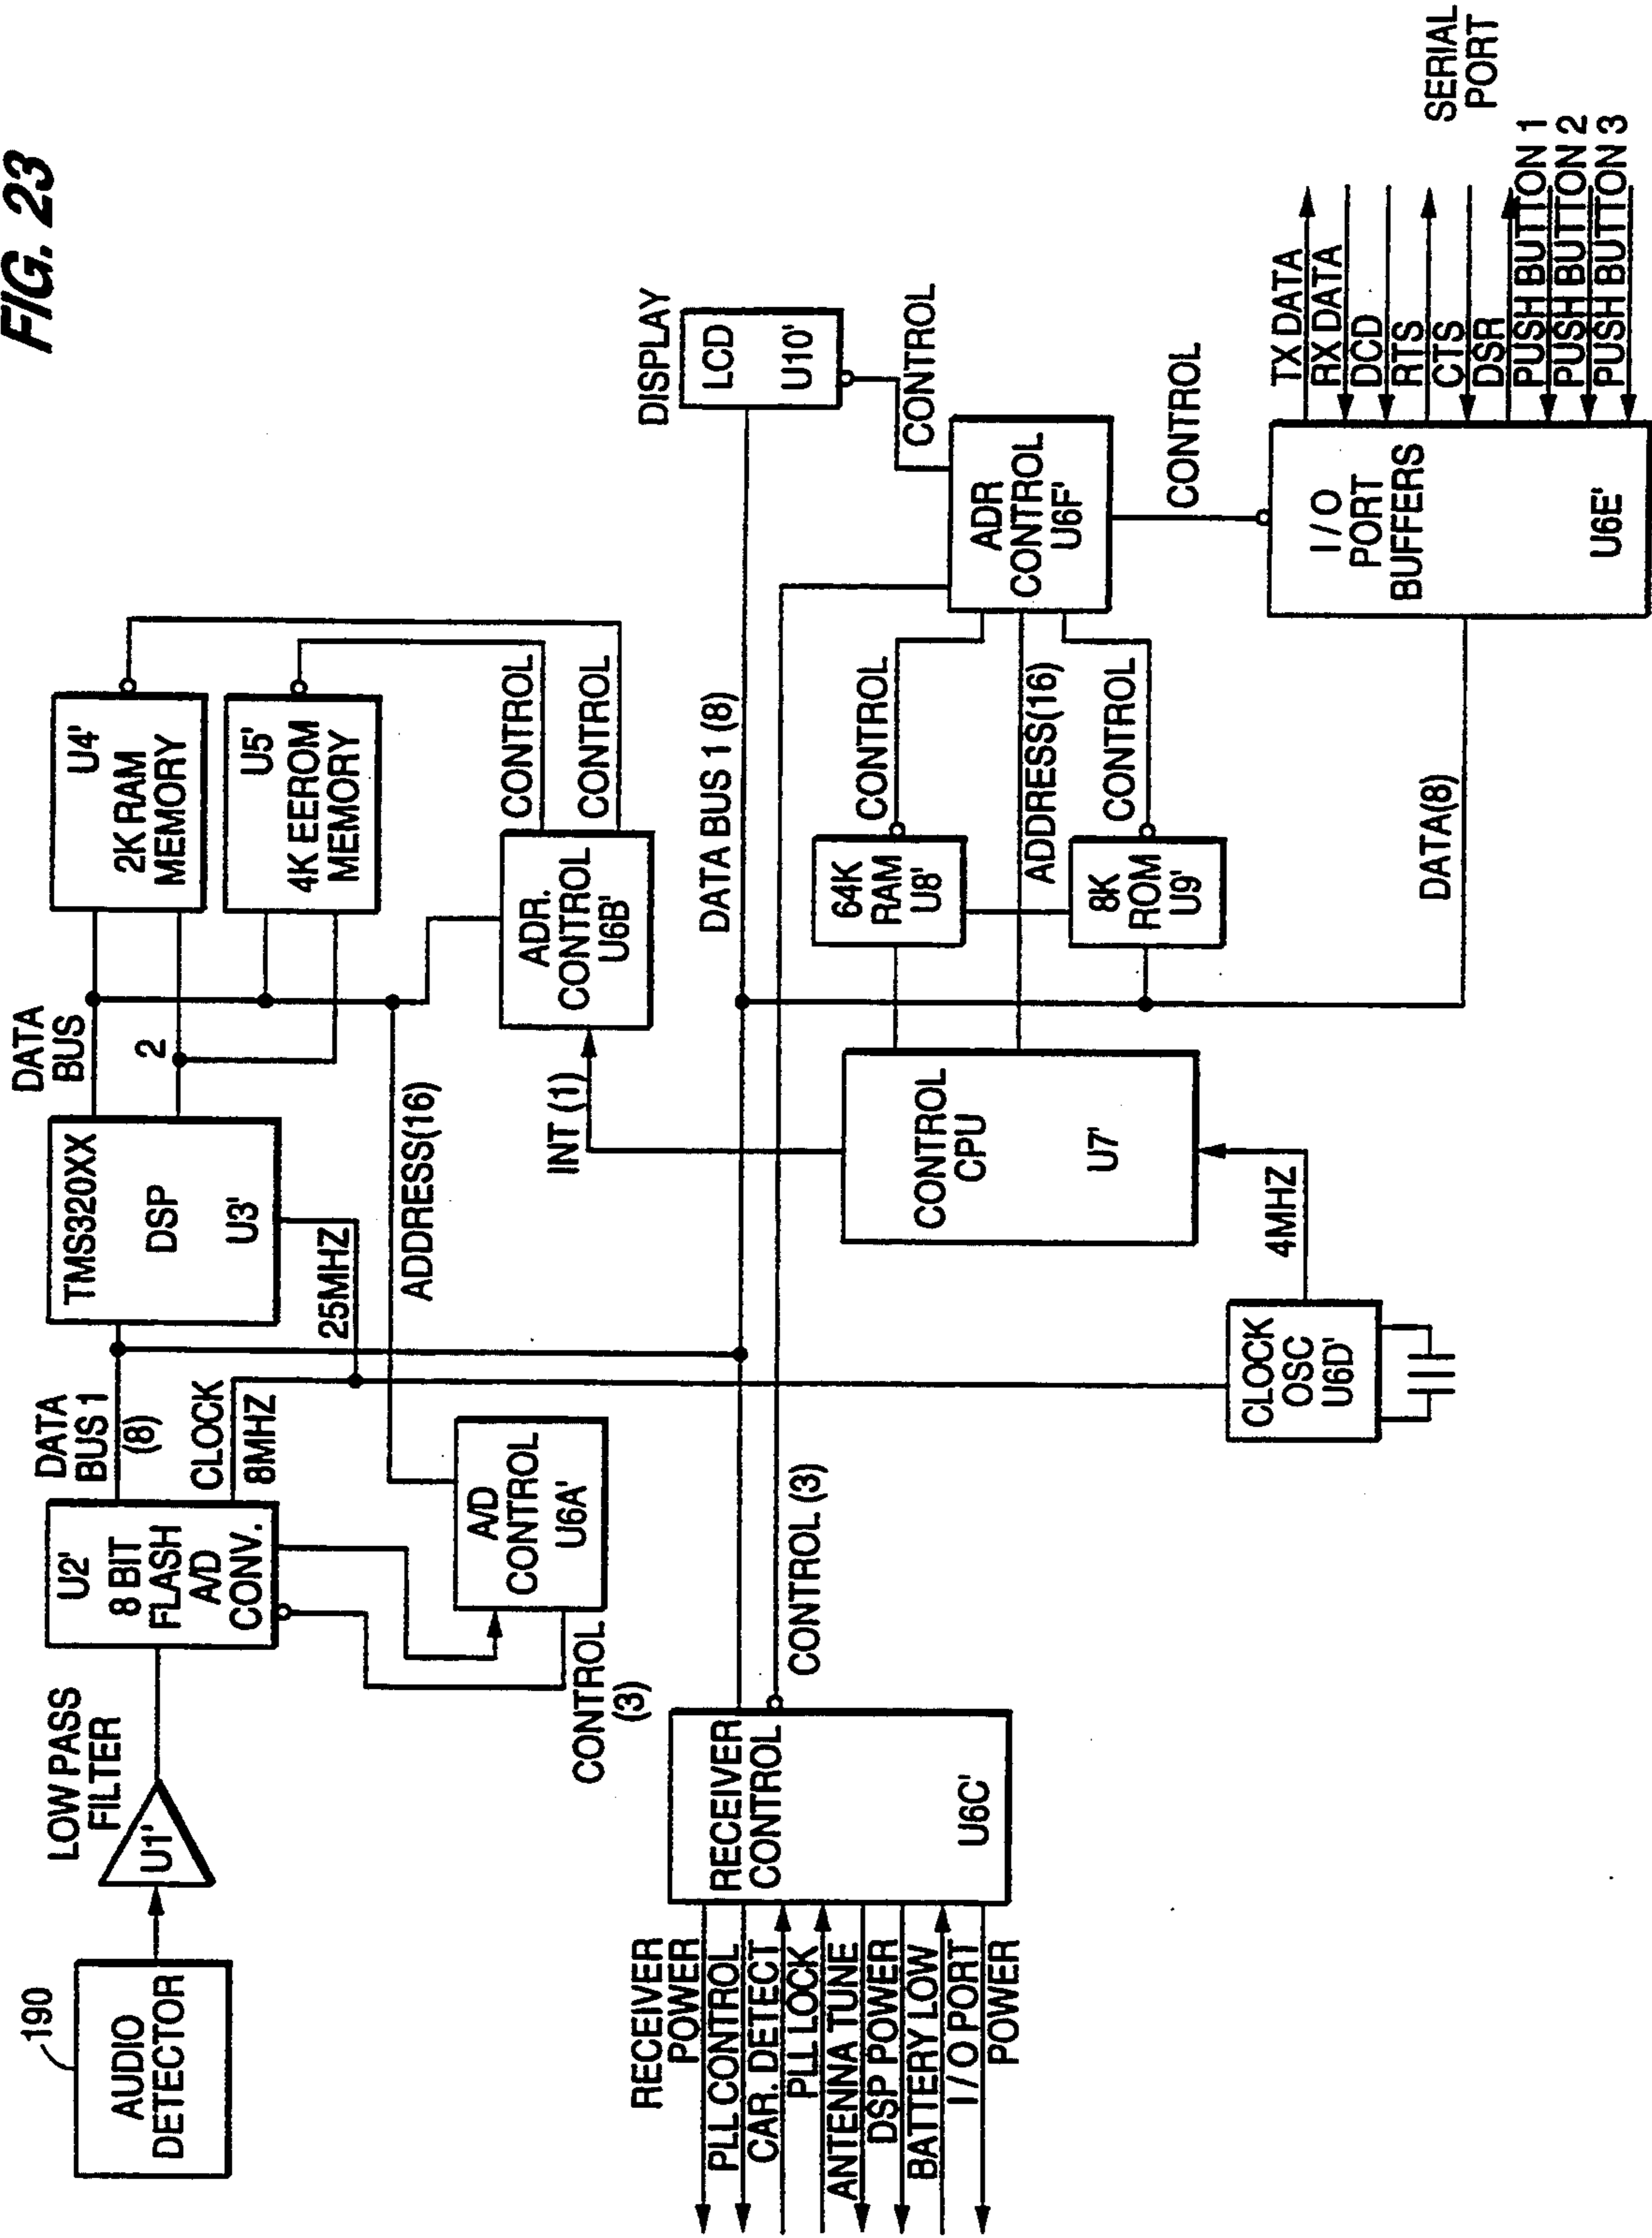 FIG. 23
190
AUDIO
DETECTOR
LOW PASS
FILTER
U1'
U2'
8 BIT
FLASH
A/D
CONV.
DATA
BUS 1
(8)
CLOCK
8MHZ
TMS320XX
DSP
U3'
25MHZ
DATA
BUS
2
U4'
2K RAM
MEMORY
U5'
4K EEROM
MEMORY
A/D
CONTROL
U6A'
CONTROL
(3)
ADDRESS(16)
INT (1)
ADR.
CONTROL
U6B'
CONTROL
CONTROL
RECEIVER
POWER
PLL CONTROL
CAR. DETECT
PLL LOCK
ANTENNA TUNE
DSP POWER
BATTERY LOW
I / O PORT
POWER
RECEIVER
CONTROL
U6C'
CONTROL (3)
DATA BUS 1 (8)
DISPLAY
LCD
U10'
CONTROL
CONTROL
CPU
U7'
64K
RAM
U8'
CONTROL
ADDRESS(16)
8K
ROM
U9'
CONTROL
ADR
CONTROL
U6F'
CONTROL
CLOCK
OSC
U6D'
4MHZ
DATA(8)
I / O
PORT
BUFFERS
U6E'
TX DATA
RX DATA
DCD
RTS
CTS
DSR
PUSH BUTTON 1
PUSH BUTTON 2
PUSH BUTTON 3
SERIAL
PORT